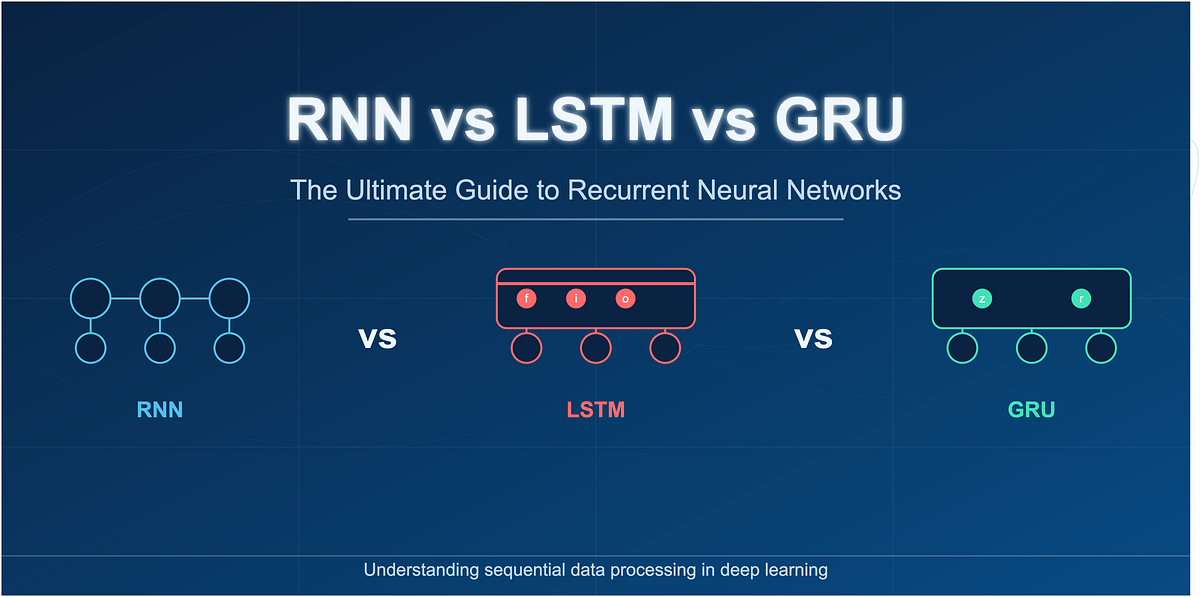 RNN vs LSTM vs GRU
The Ultimate Guide to Recurrent Neural Networks
f i o
z r
vs
vs
RNN
LSTM
GRU
Understanding sequential data processing in deep learning